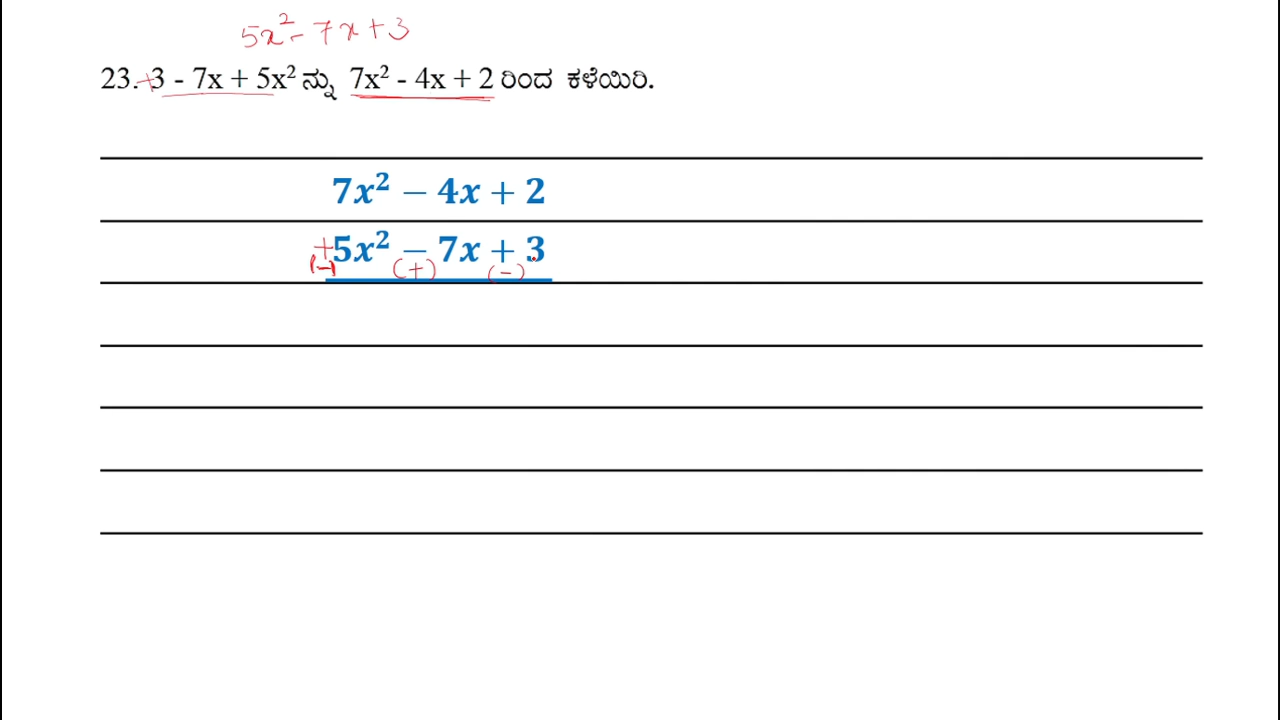 5x² - 7x + 3
23. +3 - 7x + 5x² ನ್ನು 7x² - 4x + 2 ರಿಂದ ಕಳೆಯಿರಿ.
7x² − 4x + 2
+5x² − 7x + 3
(-) (+) (-)